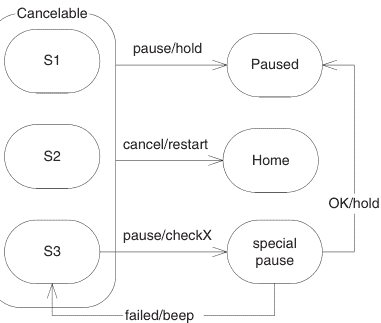 Cancelable
S1
pause/hold
Paused
S2
cancel/restart
Home
OK/hold
S3
pause/checkX
special
pause
failed/beep